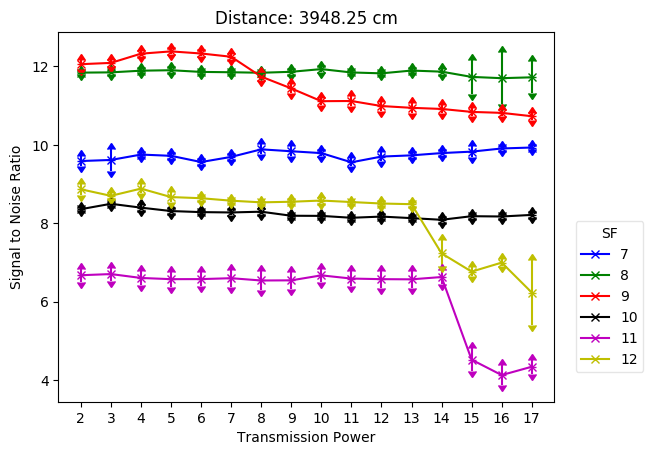 Distance: 3948.25 cm
Signal to Noise Ratio
12
10
8
6
4
2 3 4 5 6 7 8 9 10 11 12 13 14 15 16 17
Transmission Power
SF
7
8
9
10
11
12